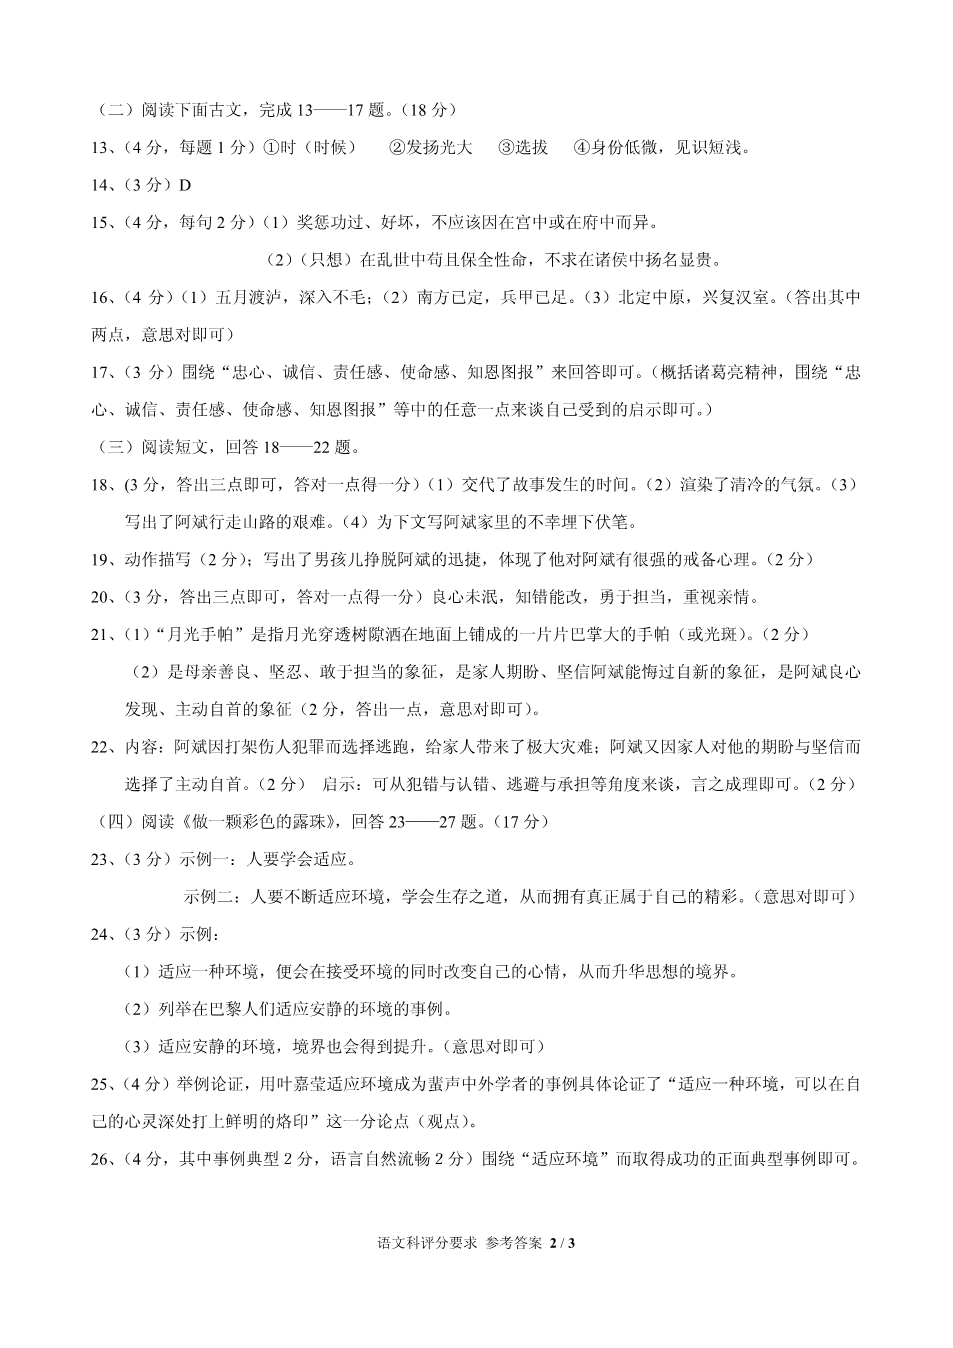 （二）阅读下面古文，完成 13——17 题。（18 分）
13、（4 分，每题 1 分）①时（时候） ②发扬光大 ③选拔 ④身份低微，见识短浅。
14、（3 分）D
15、（4 分，每句 2 分）（1）奖惩功过、好坏，不应该因在宫中或在府中而异。
（2）（只想）在乱世中苟且保全性命，不求在诸侯中扬名显贵。
16、（4 分）（1）五月渡泸，深入不毛；（2）南方已定，兵甲已足。（3）北定中原，兴复汉室。（答出其中
两点，意思对即可）
17、（3 分）围绕“忠心、诚信、责任感、使命感、知恩图报”来回答即可。（概括诸葛亮精神，围绕“忠
心、诚信、责任感、使命感、知恩图报”等中的任意一点来谈自己受到的启示即可。）
（三）阅读短文，回答 18——22 题。
18、(3 分，答出三点即可，答对一点得一分）（1）交代了故事发生的时间。（2）渲染了清冷的气氛。（3）
写出了阿斌行走山路的艰难。（4）为下文写阿斌家里的不幸埋下伏笔。
19、动作描写（2 分）；写出了男孩儿挣脱阿斌的迅捷，体现了他对阿斌有很强的戒备心理。（2 分）
20、（3 分，答出三点即可，答对一点得一分）良心未泯，知错能改，勇于担当，重视亲情。
21、（1）“月光手帕”是指月光穿透树隙洒在地面上铺成的一片片巴掌大的手帕（或光斑）。（2 分）
（2）是母亲善良、坚忍、敢于担当的象征，是家人期盼、坚信阿斌能悔过自新的象征，是阿斌良心
发现、主动自首的象征（2 分，答出一点，意思对即可）。
22、内容：阿斌因打架伤人犯罪而选择逃跑，给家人带来了极大灾难；阿斌又因家人对他的期盼与坚信而
选择了主动自首。（2 分） 启示：可从犯错与认错、逃避与承担等角度来谈，言之成理即可。（2 分）
（四）阅读《做一颗彩色的露珠》，回答 23——27 题。（17 分）
23、（3 分）示例一：人要学会适应。
示例二：人要不断适应环境，学会生存之道，从而拥有真正属于自己的精彩。（意思对即可）
24、（3 分）示例：
（1）适应一种环境，便会在接受环境的同时改变自己的心情，从而升华思想的境界。
（2）列举在巴黎人们适应安静的环境的事例。
（3）适应安静的环境，境界也会得到提升。（意思对即可）
25、（4 分）举例论证，用叶嘉莹适应环境成为蜚声中外学者的事例具体论证了“适应一种环境，可以在自
己的心灵深处打上鲜明的烙印”这一分论点（观点）。
26、（4 分，其中事例典型 2 分，语言自然流畅 2 分）围绕“适应环境”而取得成功的正面典型事例即可。
语文科评分要求 参考答案 2 / 3